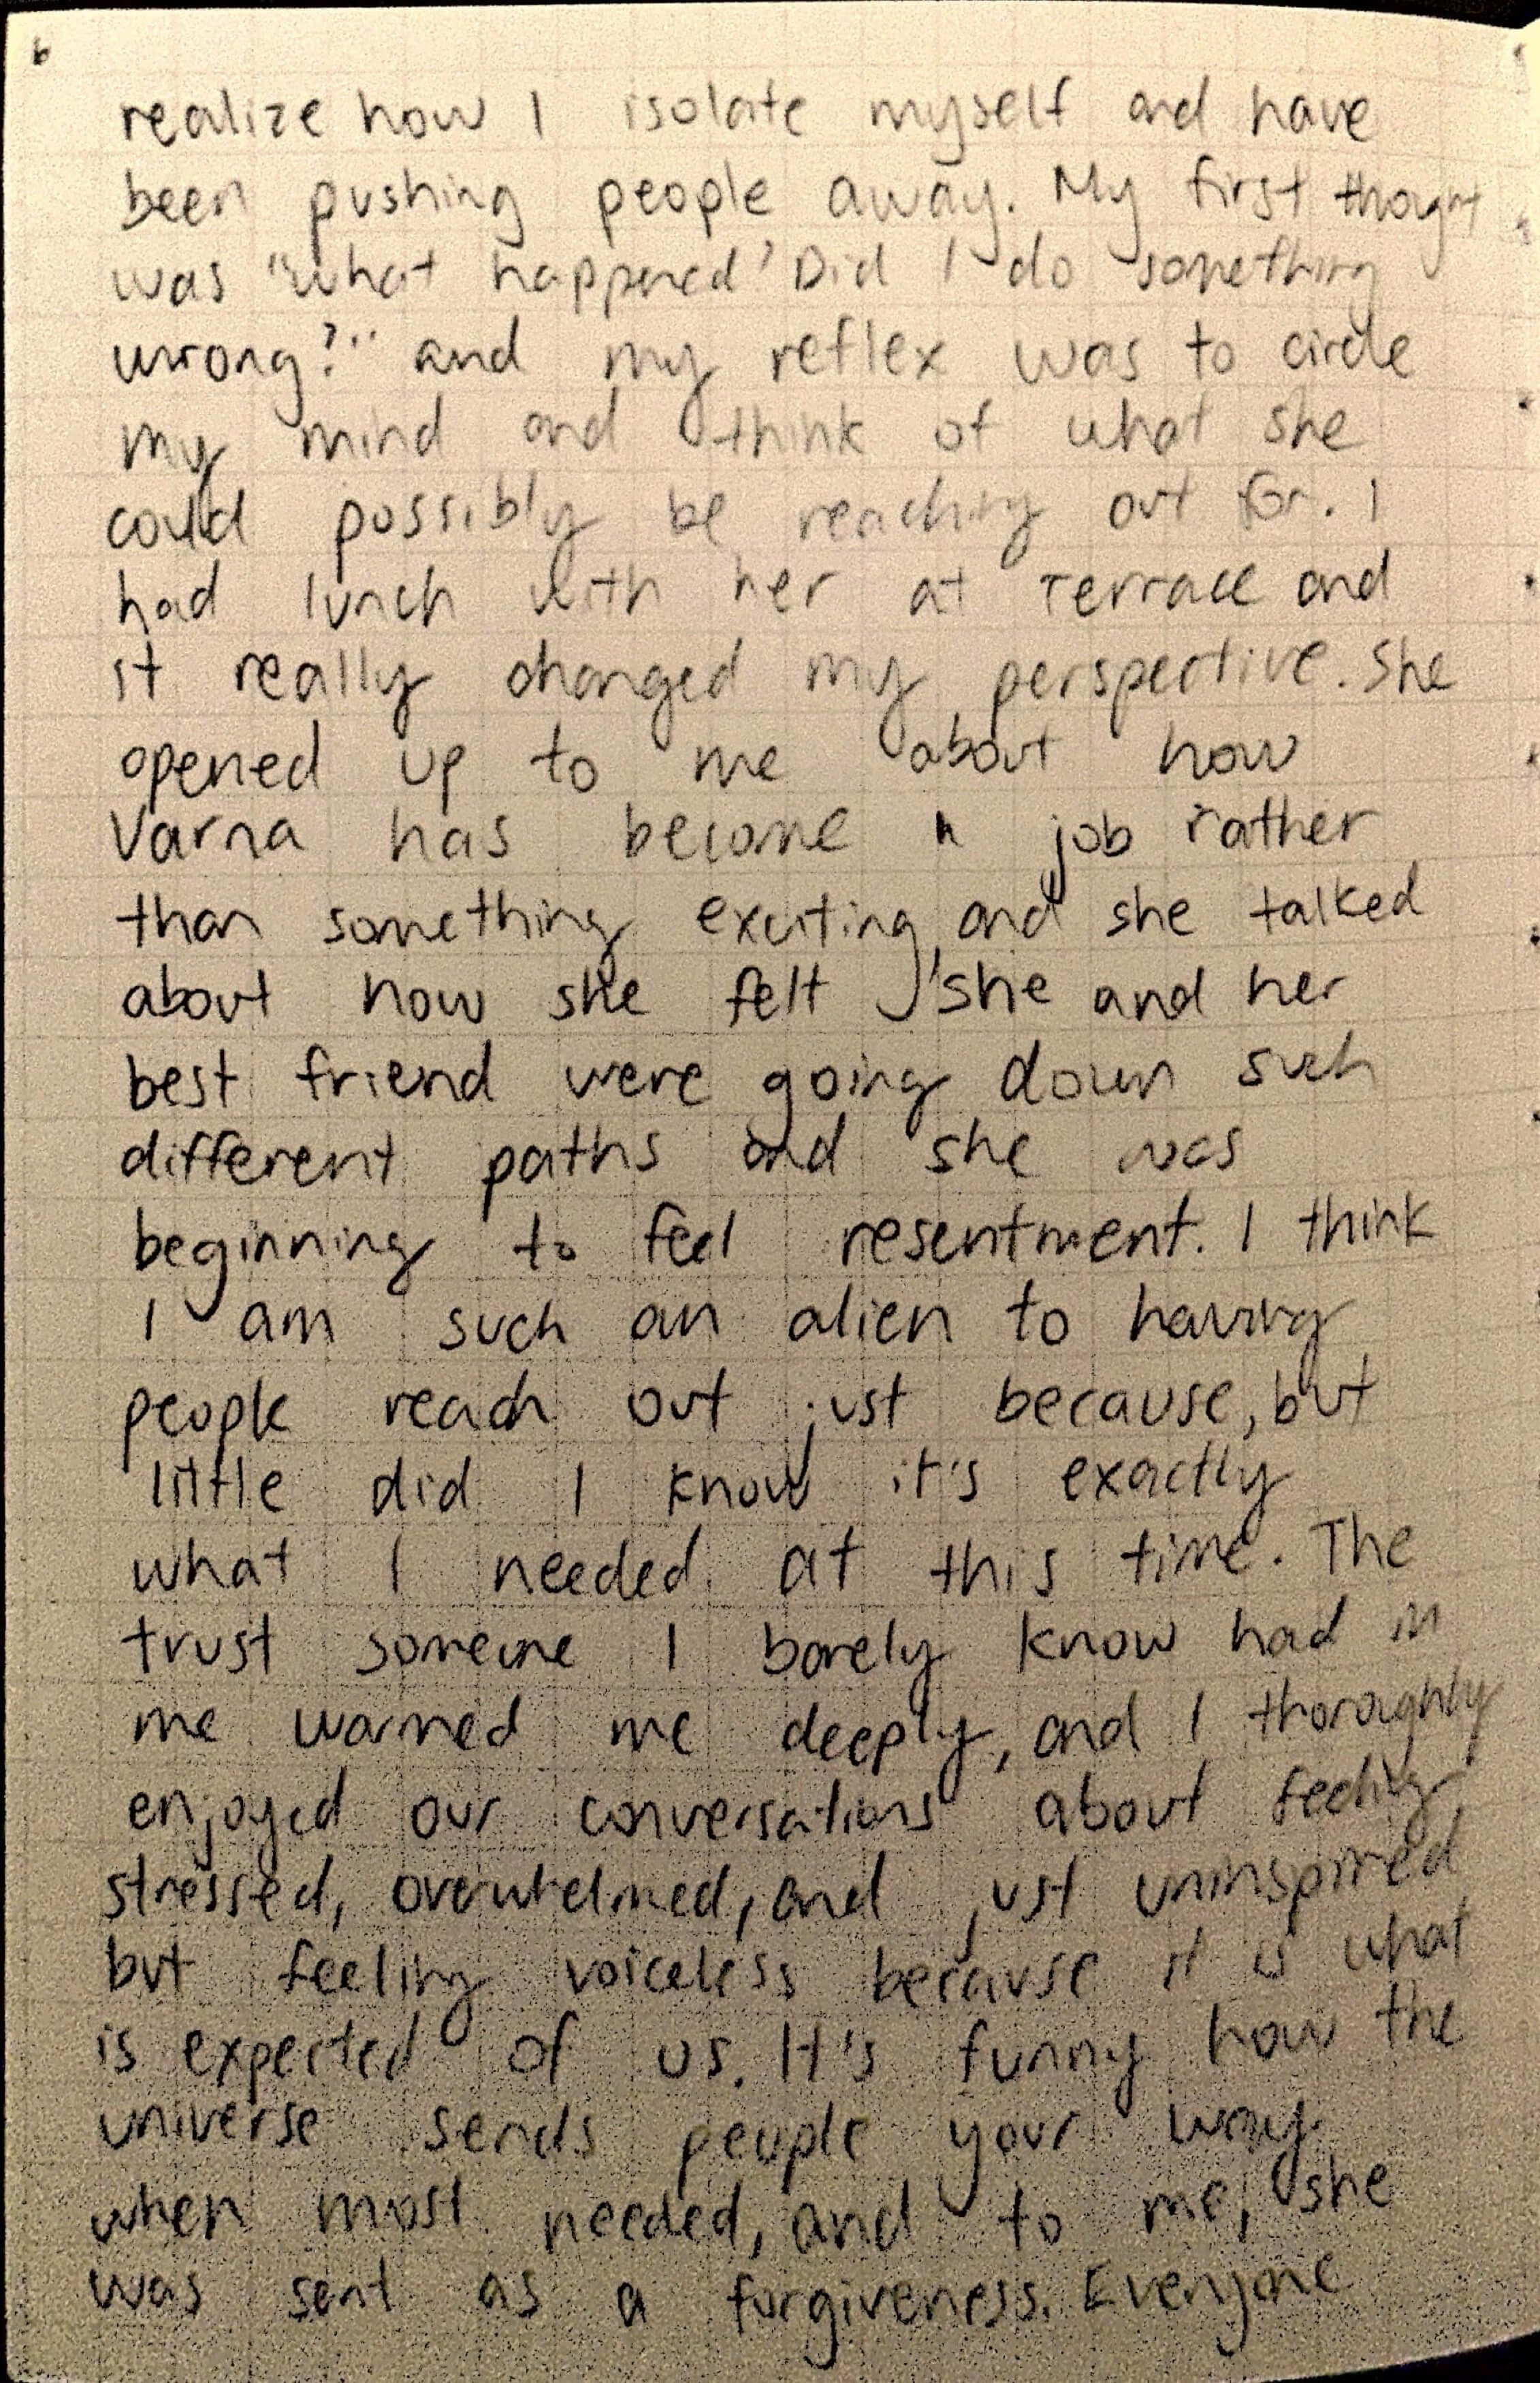 6
realize how I isolate myself and have
been pushing people away. My first thought
was "what happened? Did I do something
wrong?" and my reflex was to circle
my mind and think of what she
could possibly be reaching out for. I
had lunch with her at Terrace and
it really changed my perspective. She
opened up to me about how
Varna has become a job rather
than something exciting, and she talked
about how she felt she and her
best friend were going down such
different paths and she was
beginning to feel resentment. I think
I am such an alien to having
people reach out just because, but
little did I know it's exactly
what I needed at this time. The
trust someone I barely know had in
me warmed me deeply, and I thoroughly
enjoyed our conversations about feeling
stressed, overwhelmed, and just uninspired
but feeling voiceless because it is what
is expected of us. It's funny how the
universe sends people your way
when most needed, and to me, she
was sent as a forgiveness. Everyone